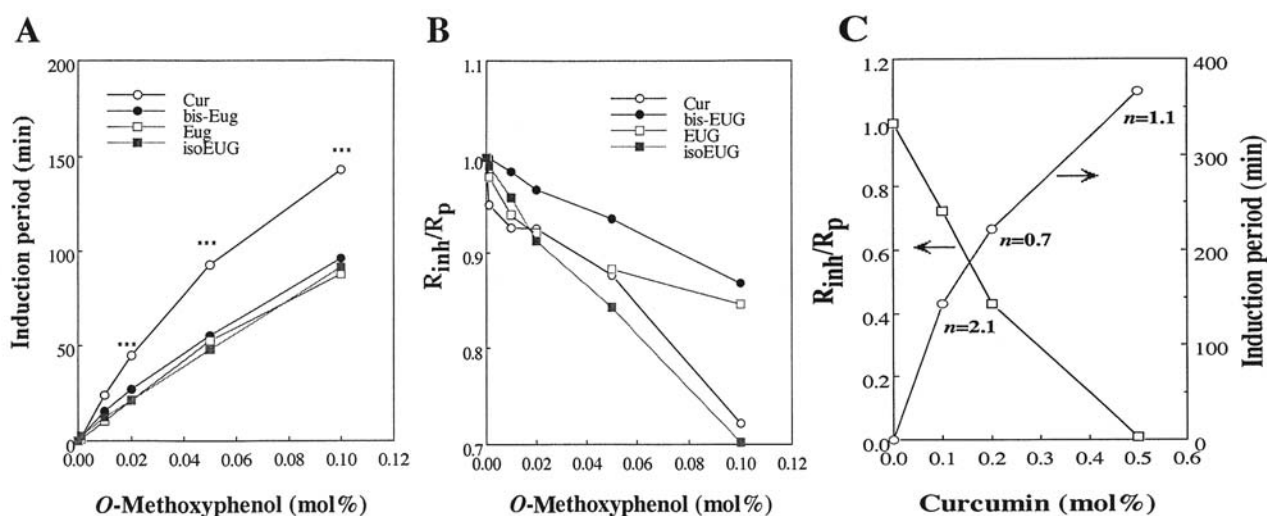 A
Induction period (min)
200
150
100
50
0
0.00 0.02 0.04 0.06 0.08 0.10 0.12
O-Methoxyphenol (mol%)
Cur
bis-Eug
Eug
isoEUG
***
***
***
B
Rinh/Rp
1.1
1.0
0.9
0.8
0.7
0.00 0.02 0.04 0.06 0.08 0.10 0.12
O-Methoxyphenol (mol%)
Cur
bis-EUG
EUG
isoEUG
C
Rinh/Rp
1.2
1.0
0.8
0.6
0.4
0.2
0.0
0.0 0.1 0.2 0.3 0.4 0.5 0.6
Curcumin (mol%)
400
300
200
100
0
Induction period (min)
n=1.1
n=0.7
n=2.1